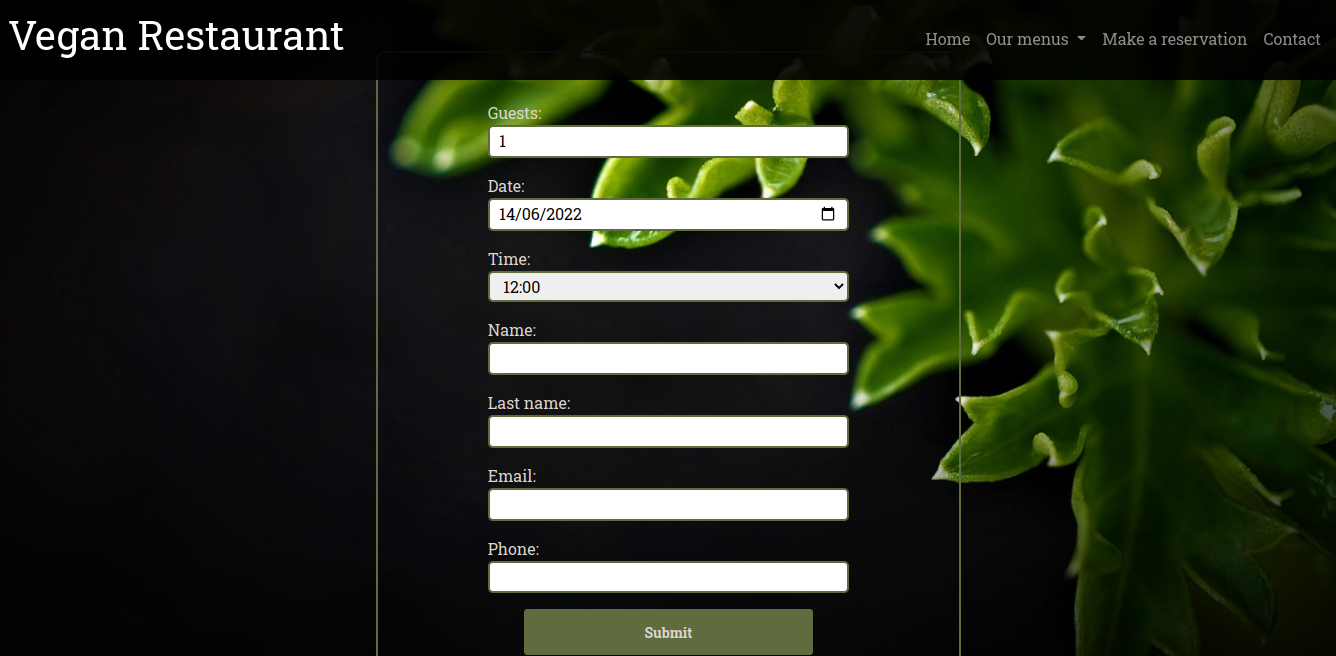 Vegan Restaurant
Home Our menus Make a reservation Contact
Guests:
1
Date:
14/06/2022
Time:
12:00
Name:
Last name:
Email:
Phone:
Submit